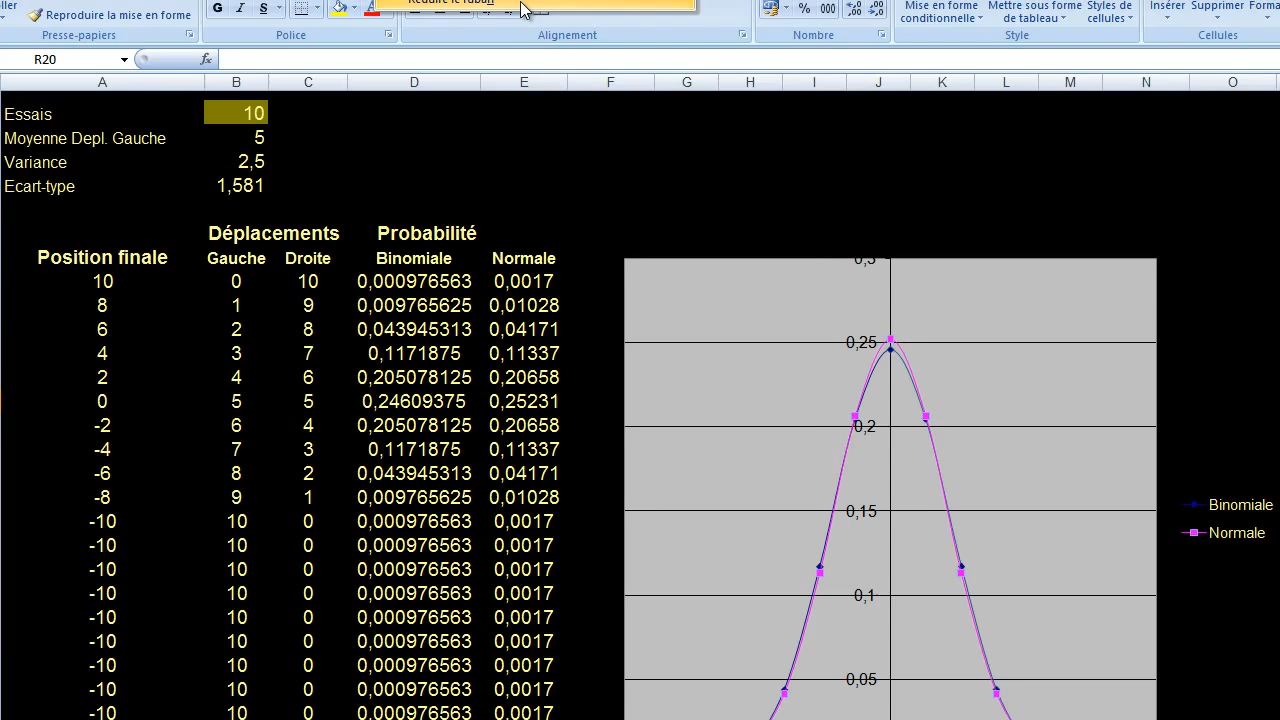 Réduire le ruban
Reproduire la mise en forme
G I S A % 000
Mise en forme conditionnelle
Mettre sous forme de tableau
Styles de cellules
Insérer Supprimer
Presse-papiers Police Alignement Nombre Style Cellules
R20 fx
A B C D E F G H I J K L M N O
Essais 10
Moyenne Depl. Gauche 5
Variance 2,5
Ecart-type 1,581
Déplacements Probabilité
Position finale Gauche Droite Binomiale Normale
10 0 10 0,000976563 0,0017
8 1 9 0,009765625 0,01028
6 2 8 0,043945313 0,04171
4 3 7 0,1171875 0,11337
2 4 6 0,205078125 0,20658
0 5 5 0,24609375 0,25231
-2 6 4 0,205078125 0,20658
-4 7 3 0,1171875 0,11337
-6 8 2 0,043945313 0,04171
-8 9 1 0,009765625 0,01028
-10 10 0 0,000976563 0,0017
-10 10 0 0,000976563 0,0017
-10 10 0 0,000976563 0,0017
-10 10 0 0,000976563 0,0017
-10 10 0 0,000976563 0,0017
-10 10 0 0,000976563 0,0017
-10 10 0 0,000976563 0,0017
-10 10 0 0,000976563 0,0017
-10 10 0 0,000976563 0,0017
0,3
0,25
0,2
0,15
0,1
0,05
Binomiale
Normale